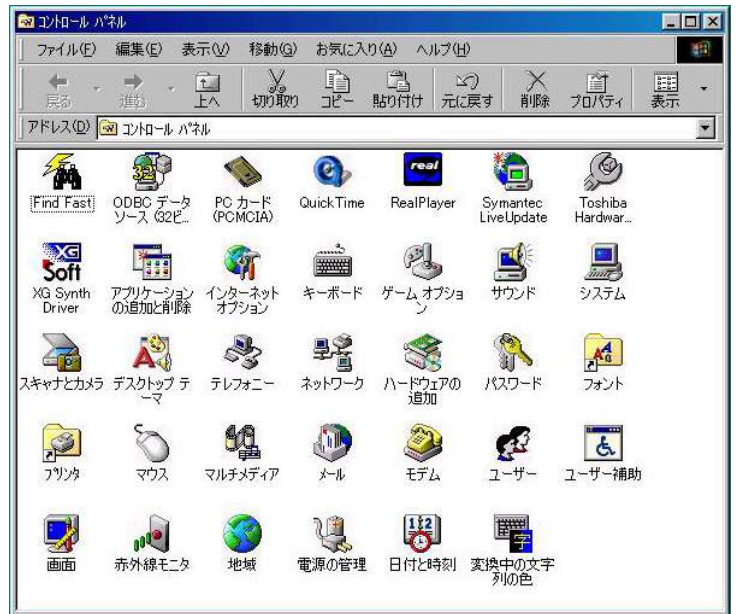 コントロール パネル
ファイル(F) 編集(E) 表示(V) 移動(G) お気に入り(A) ヘルプ(H)
戻る 進む 上へ 切り取り コピー 貼り付け 元に戻す 削除 プロパティ 表示
アドレス(D) コントロール パネル
32
real
Find Fast ODBC データ PC カード QuickTime RealPlayer Symantec Toshiba
ソース (32ビ... (PCMCIA) LiveUpdate Hardwar...
XG
Soft
XG Synth アプリケーション インターネット キーボード ゲーム オプショ サウンド システム
Driver の追加と削除 オプション ン
スキャナとカメラ デスクトップ テ テレフォニー ネットワーク ハードウェアの パスワード フォント
ーマ 追加
プリンタ マウス マルチメディア メール モデム ユーザー ユーザー補助
12
字
画面 赤外線モニタ 地域 電源の管理 日付と時刻 変換中の文字
列の色